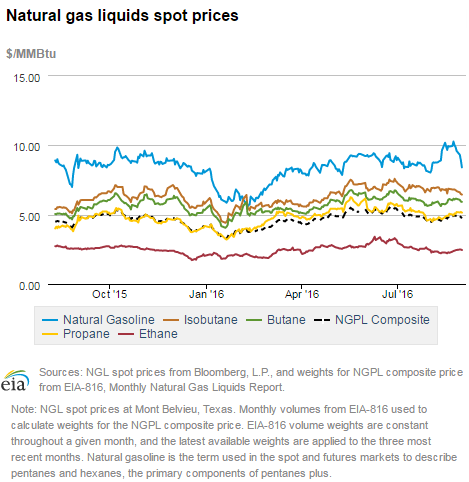 Natural gas liquids spot prices
$/MMBtu
15.00
10.00
5.00
0.00
Oct '15 Jan '16 Apr '16 Jul '16
Natural Gasoline Isobutane Butane NGPL Composite
Propane Ethane
eia
Sources: NGL spot prices from Bloomberg, L.P., and weights for NGPL composite price
from EIA-816, Monthly Natural Gas Liquids Report.
Note: NGL spot prices at Mont Belvieu, Texas. Monthly volumes from EIA-816 used to
calculate weights for the NGPL composite price. EIA-816 volume weights are constant
throughout a given month, and the latest available weights are applied to the three most
recent months. Natural gasoline is the term used in the spot and futures markets to describe
pentanes and hexanes, the primary components of pentanes plus.